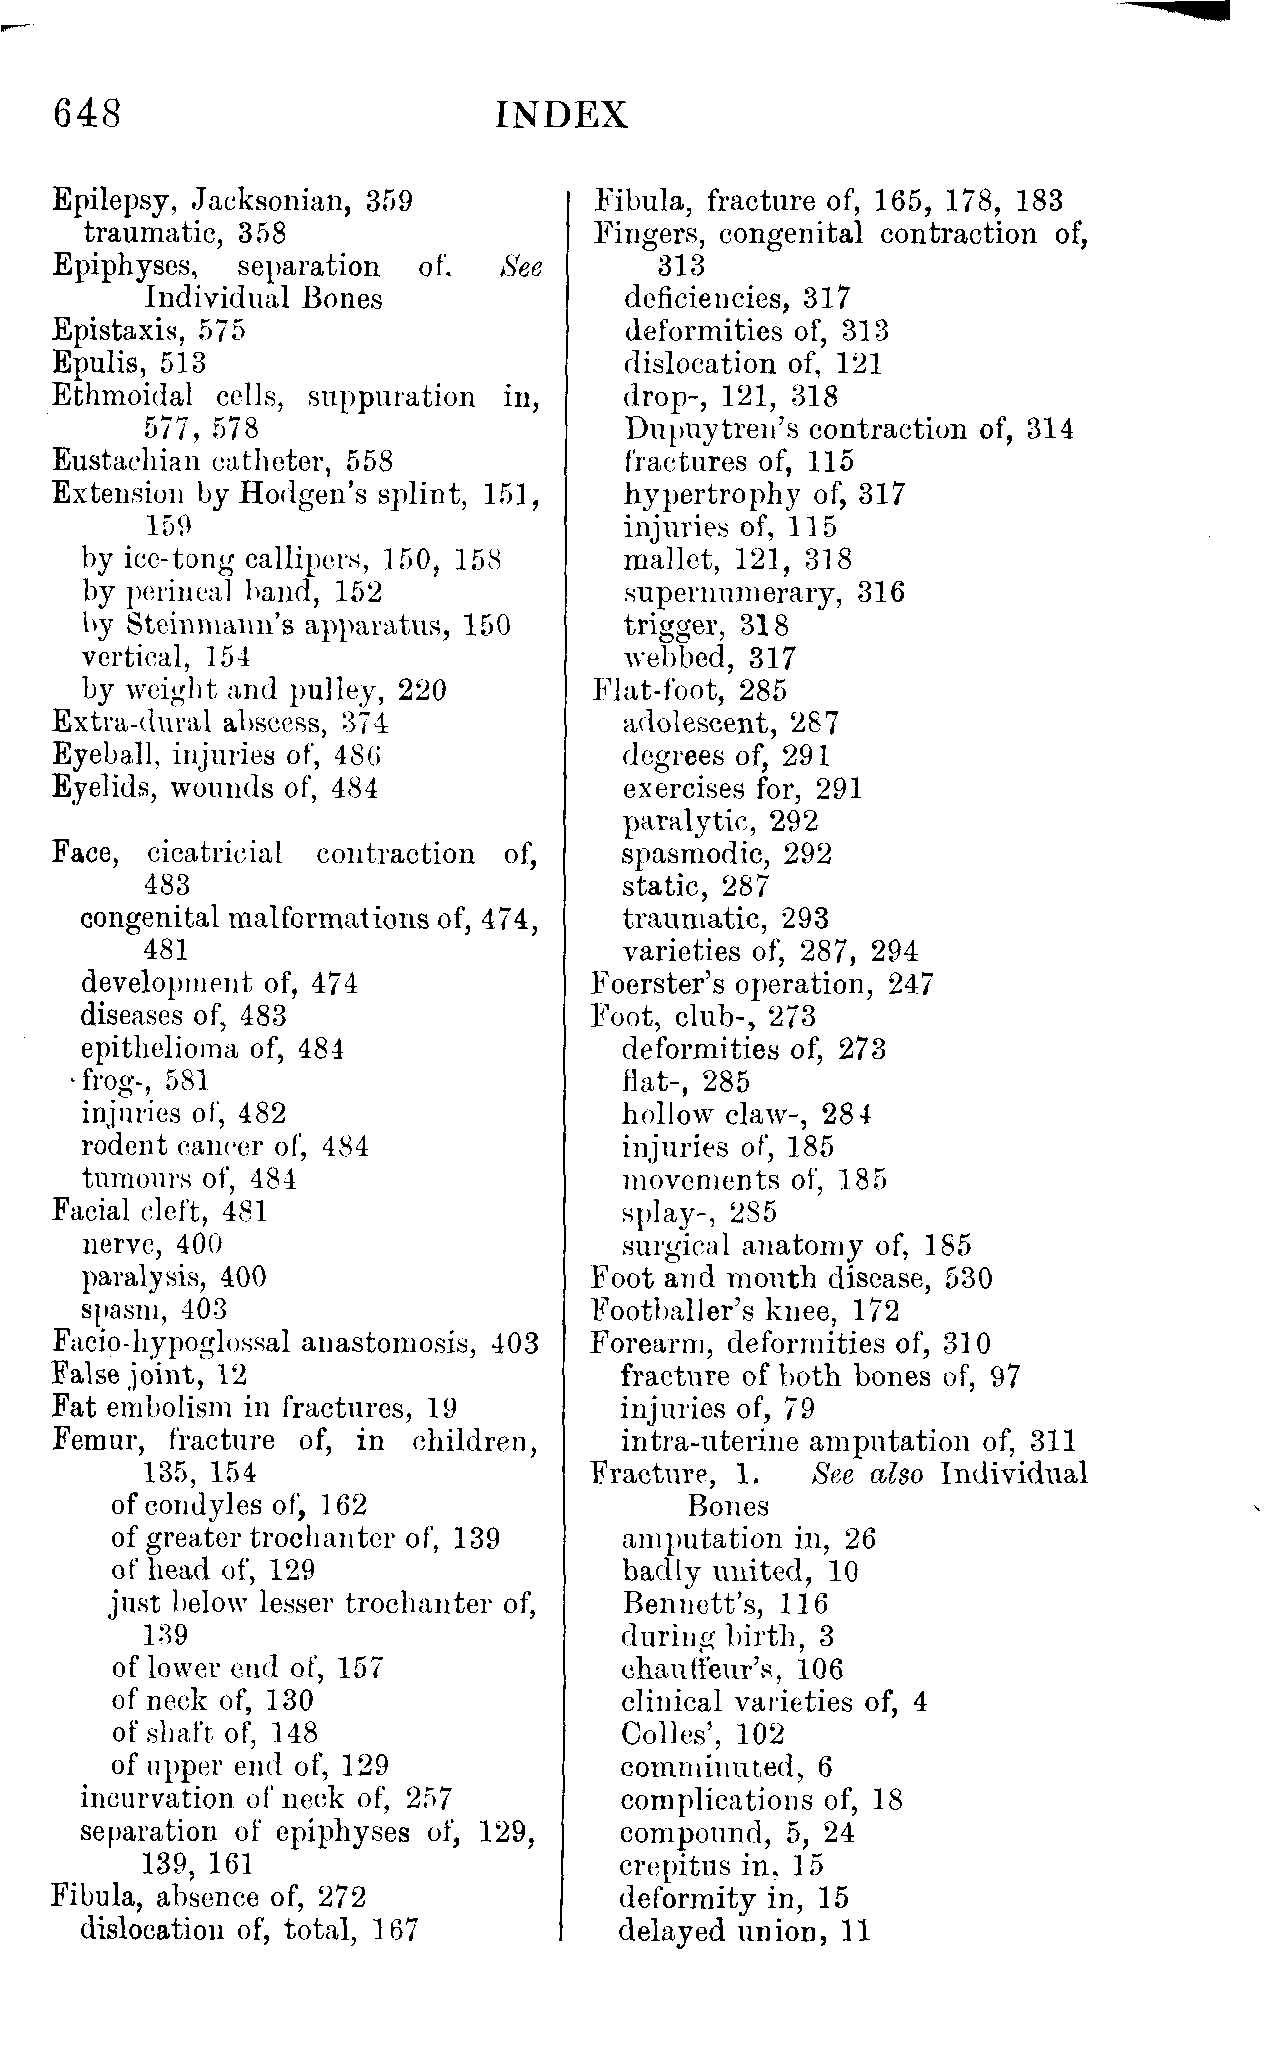 648 INDEX
Epilepsy, Jacksonian, 359
traumatic, 358
Epiphyses, separation of. See
Individual Bones
Epistaxis, 575
Epulis, 513
Ethmoidal cells, suppuration in,
577, 578
Eustachian catheter, 558
Extension by Hodgen's splint, 151,
159
by ice-tong callipers, 150, 158
by perineal band, 152
by Steinmann's apparatus, 150
vertical, 154
by weight and pulley, 220
Extra-dural abscess, 374
Eyeball, injuries of, 486
Eyelids, wounds of, 484
Face, cicatricial contraction of,
483
congenital malformations of, 474,
481
development of, 474
diseases of, 483
epithelioma of, 484
frog-, 581
injuries of, 482
rodent cancer of, 484
tumours of, 484
Facial cleft, 481
nerve, 400
paralysis, 400
spasm, 403
Facio-hypoglossal anastomosis, 403
False joint, 12
Fat embolism in fractures, 19
Femur, fracture of, in children,
135, 154
of condyles of, 162
of greater trochanter of, 139
of head of, 129
just below lesser trochanter of,
139
of lower end of, 157
of neck of, 130
of shaft of, 148
of upper end of, 129
incurvation of neck of, 257
separation of epiphyses of, 129,
139, 161
Fibula, absence of, 272
dislocation of, total, 167
Fibula, fracture of, 165, 178, 183
Fingers, congenital contraction of,
313
deficiencies, 317
deformities of, 313
dislocation of, 121
drop-, 121, 318
Dupuytren's contraction of, 314
fractures of, 115
hypertrophy of, 317
injuries of, 115
mallet, 121, 318
supernumerary, 316
trigger, 318
webbed, 317
Flat-foot, 285
adolescent, 287
degrees of, 291
exercises for, 291
paralytic, 292
spasmodic, 292
static, 287
traumatic, 293
varieties of, 287, 294
Foerster's operation, 247
Foot, club-, 273
deformities of, 273
flat-, 285
hollow claw-, 284
injuries of, 185
movements of, 185
splay-, 285
surgical anatomy of, 185
Foot and mouth disease, 530
Footballer's knee, 172
Forearm, deformities of, 310
fracture of both bones of, 97
injuries of, 79
intra-uterine amputation of, 311
Fracture, 1. See also Individual
Bones
amputation in, 26
badly united, 10
Bennett's, 116
during birth, 3
chauffeur's, 106
clinical varieties of, 4
Colles', 102
comminuted, 6
complications of, 18
compound, 5, 24
crepitus in, 15
deformity in, 15
delayed union, 11